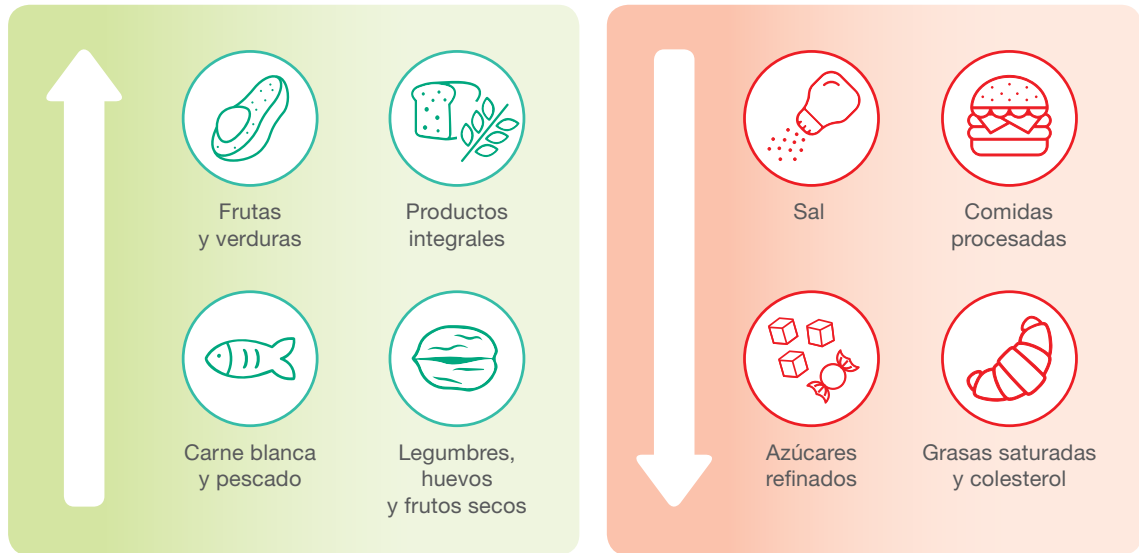 Frutas
y verduras
Productos
integrales
Carne blanca
y pescado
Legumbres,
huevos
y frutos secos
Sal
Comidas
procesadas
Azúcares
refinados
Grasas saturadas
y colesterol